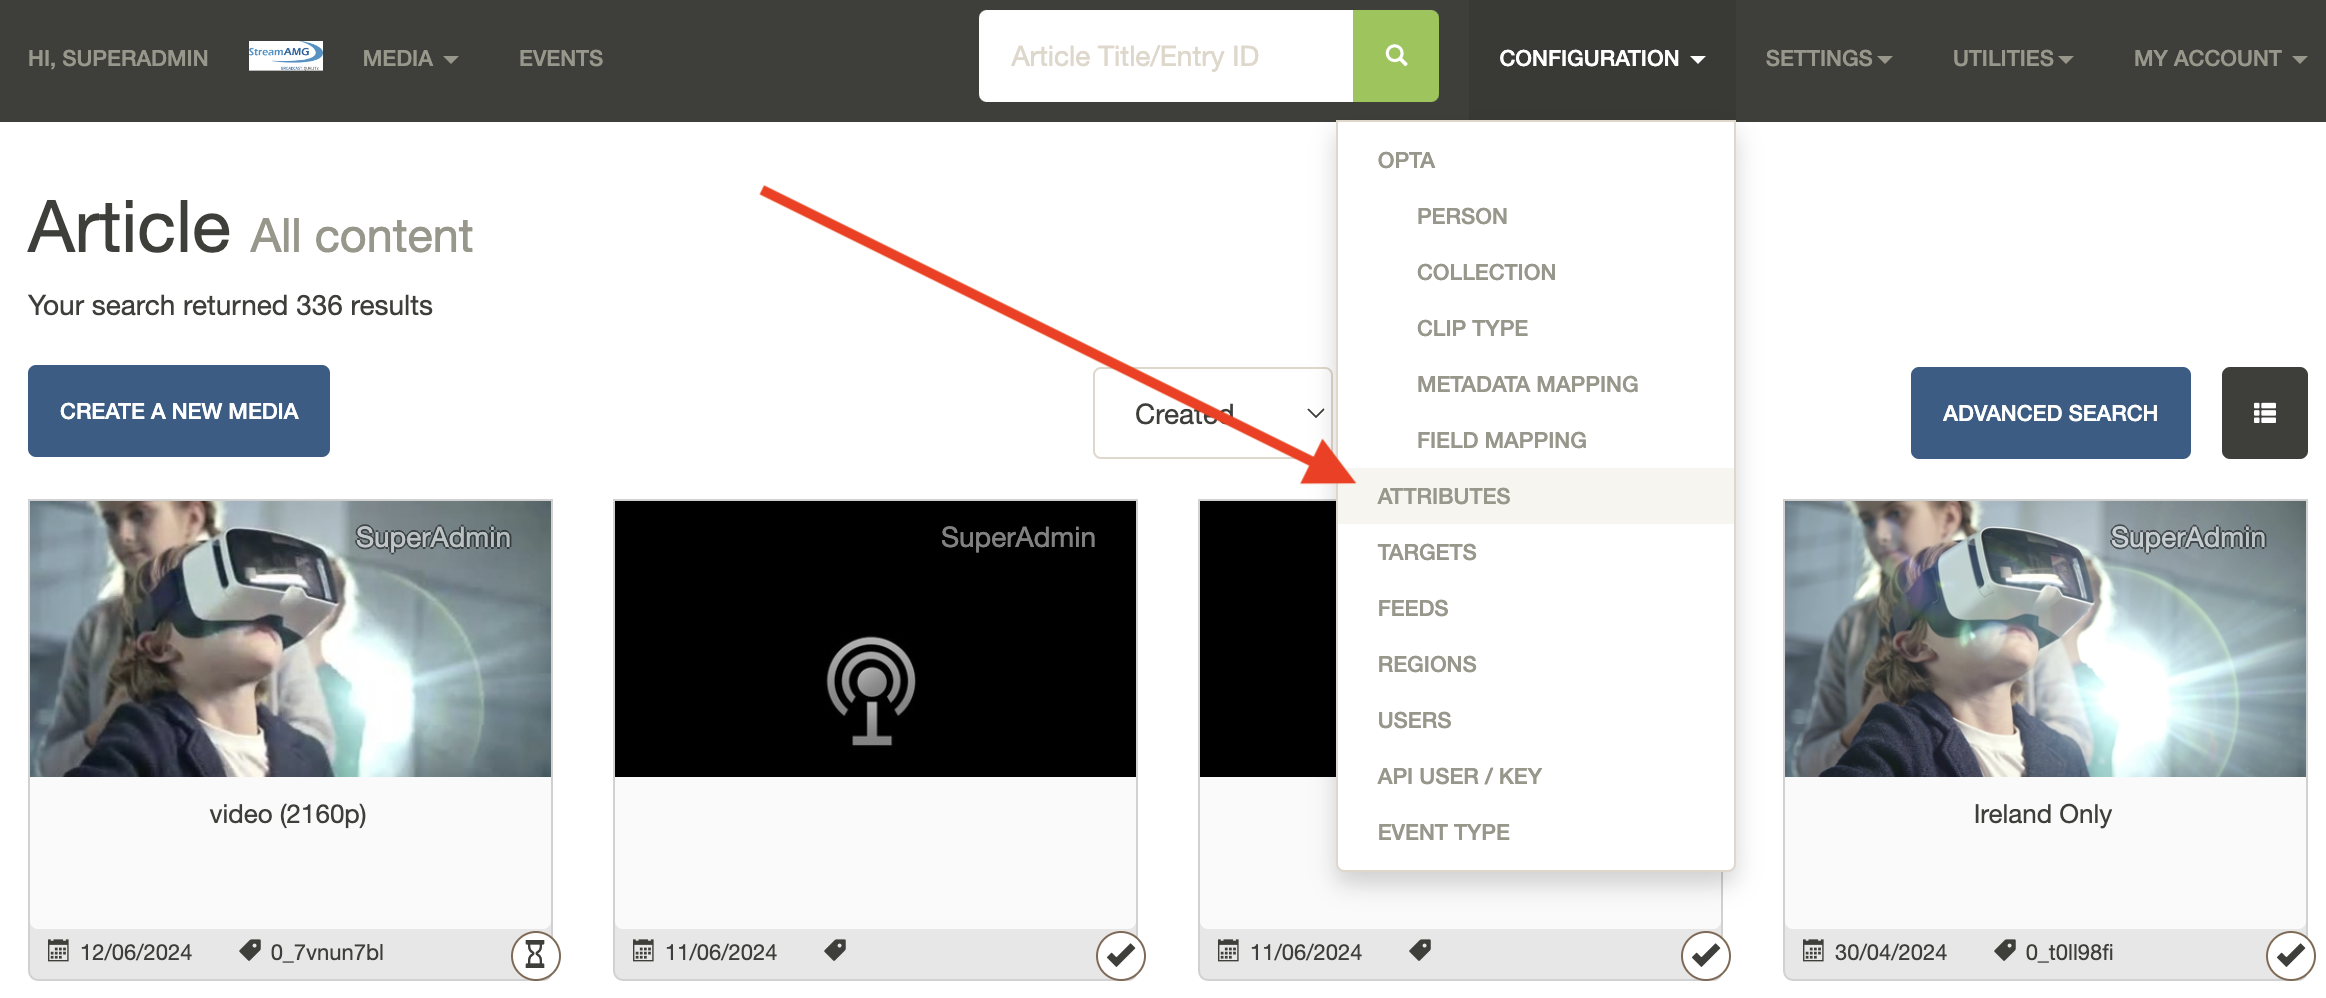 HI, SUPERADMIN
StreamAMG
MEDIA
EVENTS
Article Title/Entry ID
CONFIGURATION
SETTINGS
UTILITIES
MY ACCOUNT
OPTA
PERSON
COLLECTION
CLIP TYPE
METADATA MAPPING
FIELD MAPPING
ATTRIBUTES
TARGETS
FEEDS
REGIONS
USERS
API USER / KEY
EVENT TYPE
Article All content
Your search returned 336 results
CREATE A NEW MEDIA
Created
ADVANCED SEARCH
SuperAdmin
video (2160p)
12/06/2024 0_7vnun7bl
SuperAdmin
11/06/2024
11/06/2024
SuperAdmin
Ireland Only
30/04/2024 0_t0ll98fi